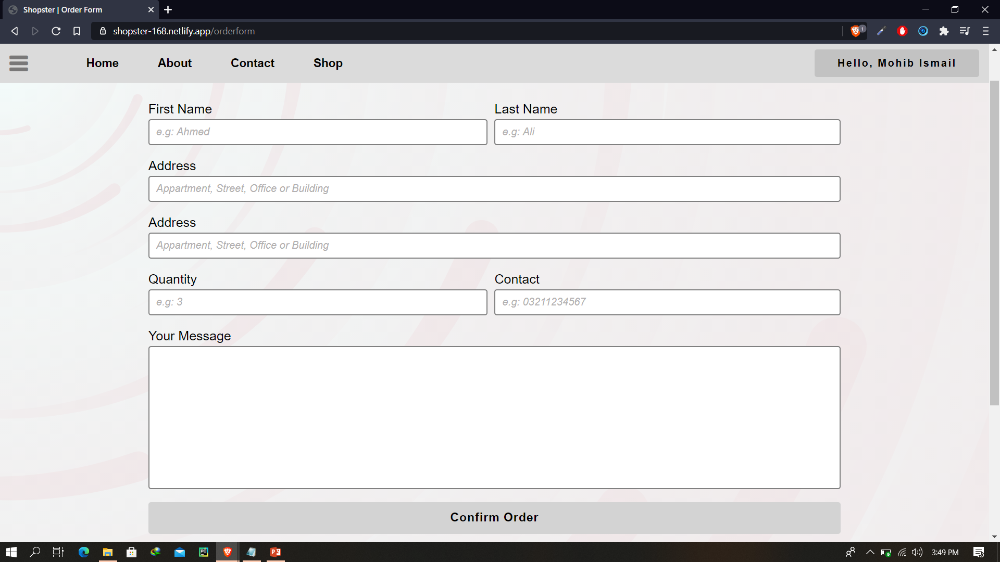 Shopster | Order Form
shopster-168.netlify.app/orderform
1
Home About Contact Shop Hello, Mohib Ismail
First Name Last Name
e.g: Ahmed e.g: Ali
Address
Appartment, Street, Office or Building
Address
Appartment, Street, Office or Building
Quantity Contact
e.g: 3 e.g: 03211234567
Your Message
Confirm Order
3:49 PM